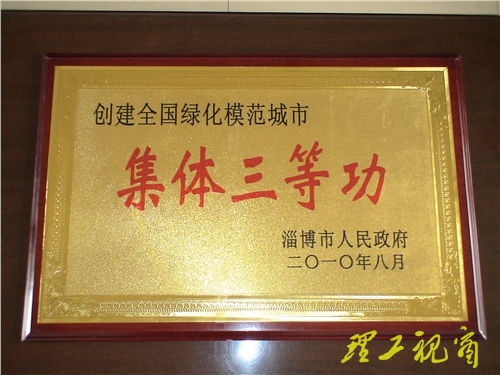 创建全国绿化模范城市
集体三等功
淄博市人民政府
二〇一〇年八月
理工视窗